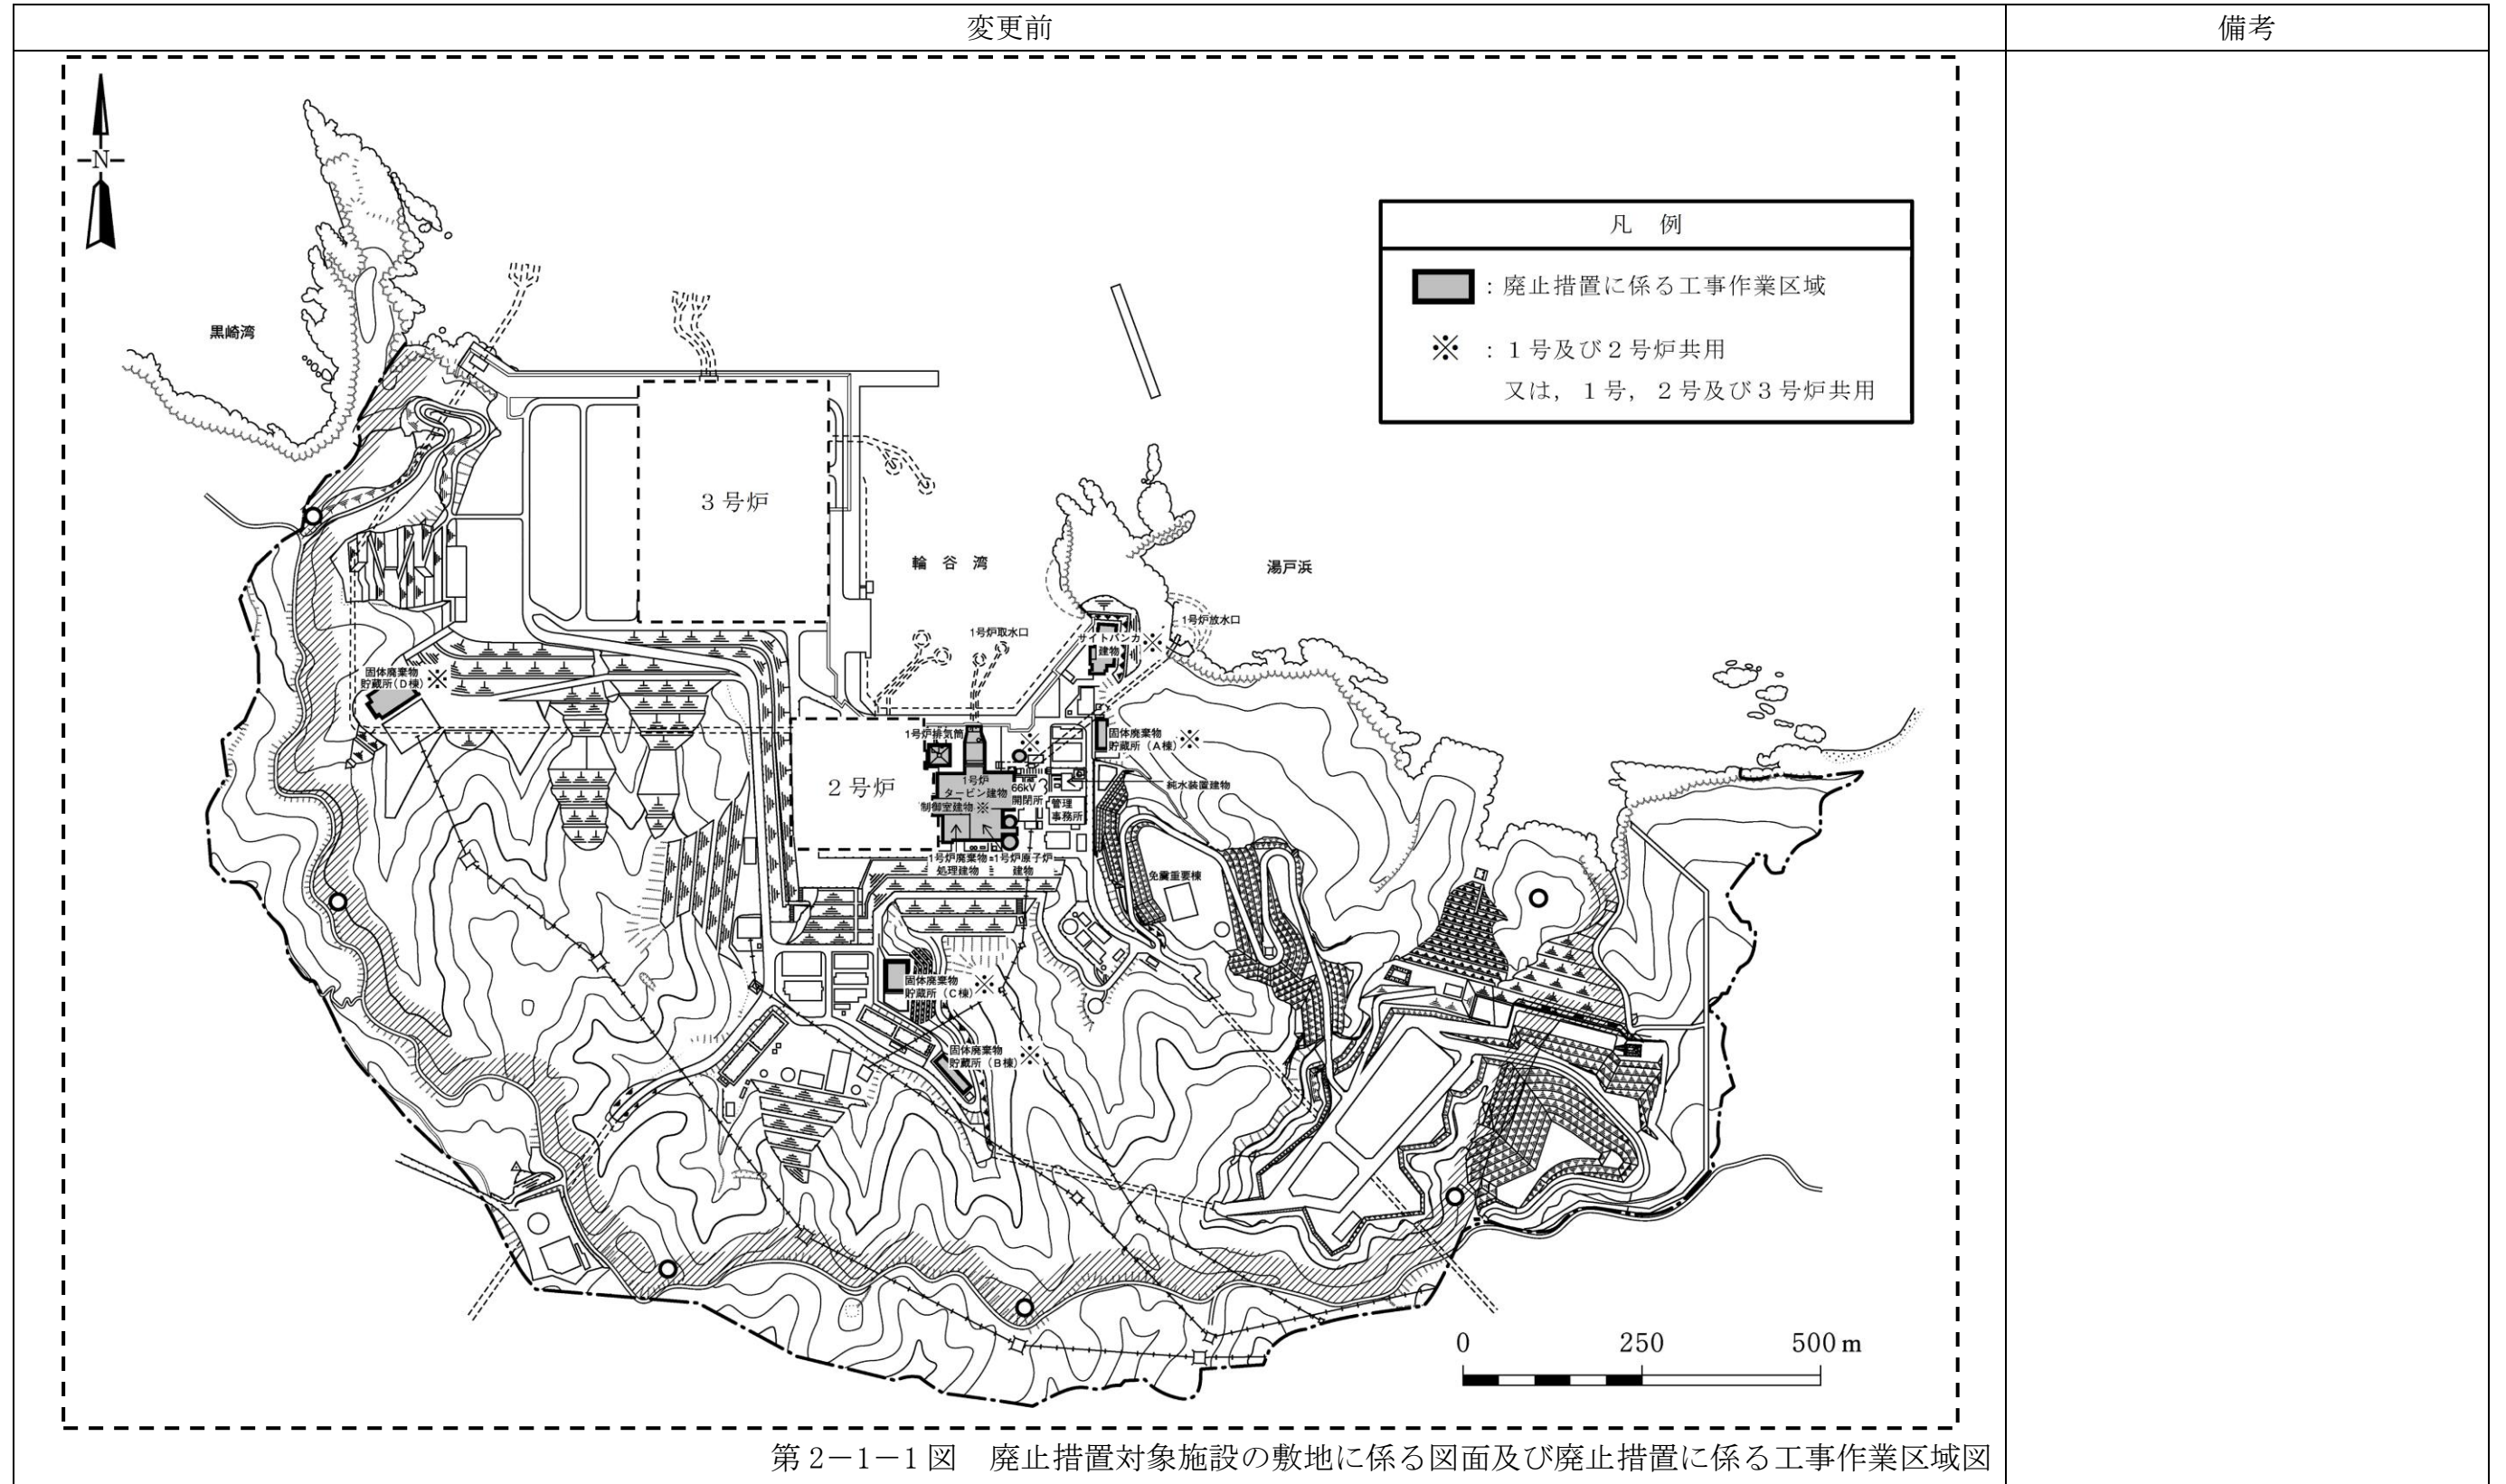 変更前
備考
N
凡 例
：廃止措置に係る工事作業区域
※ ：１号及び２号炉共用
又は，１号，２号及び３号炉共用
黒崎湾
３号炉
輪 谷 湾
湯戸浜
1号炉取水口
1号炉放水口
サイトバンカ
建物
※
固体廃棄物
貯蔵所（D棟）
※
1号炉排気筒
※
固体廃棄物
貯蔵所（A棟）
※
２号炉
1号炉
タービン建物
制御室建物※
66kV
開閉所
管理
事務所
純水装置建物
1号炉廃棄物
処理建物
1号炉原子炉
建物
免震重要棟
固体廃棄物
貯蔵所（C棟）
※
固体廃棄物
貯蔵所（B棟）
※
0 250 500 m
第 2－1－1 図　廃止措置対象施設の敷地に係る図面及び廃止措置に係る工事作業区域図